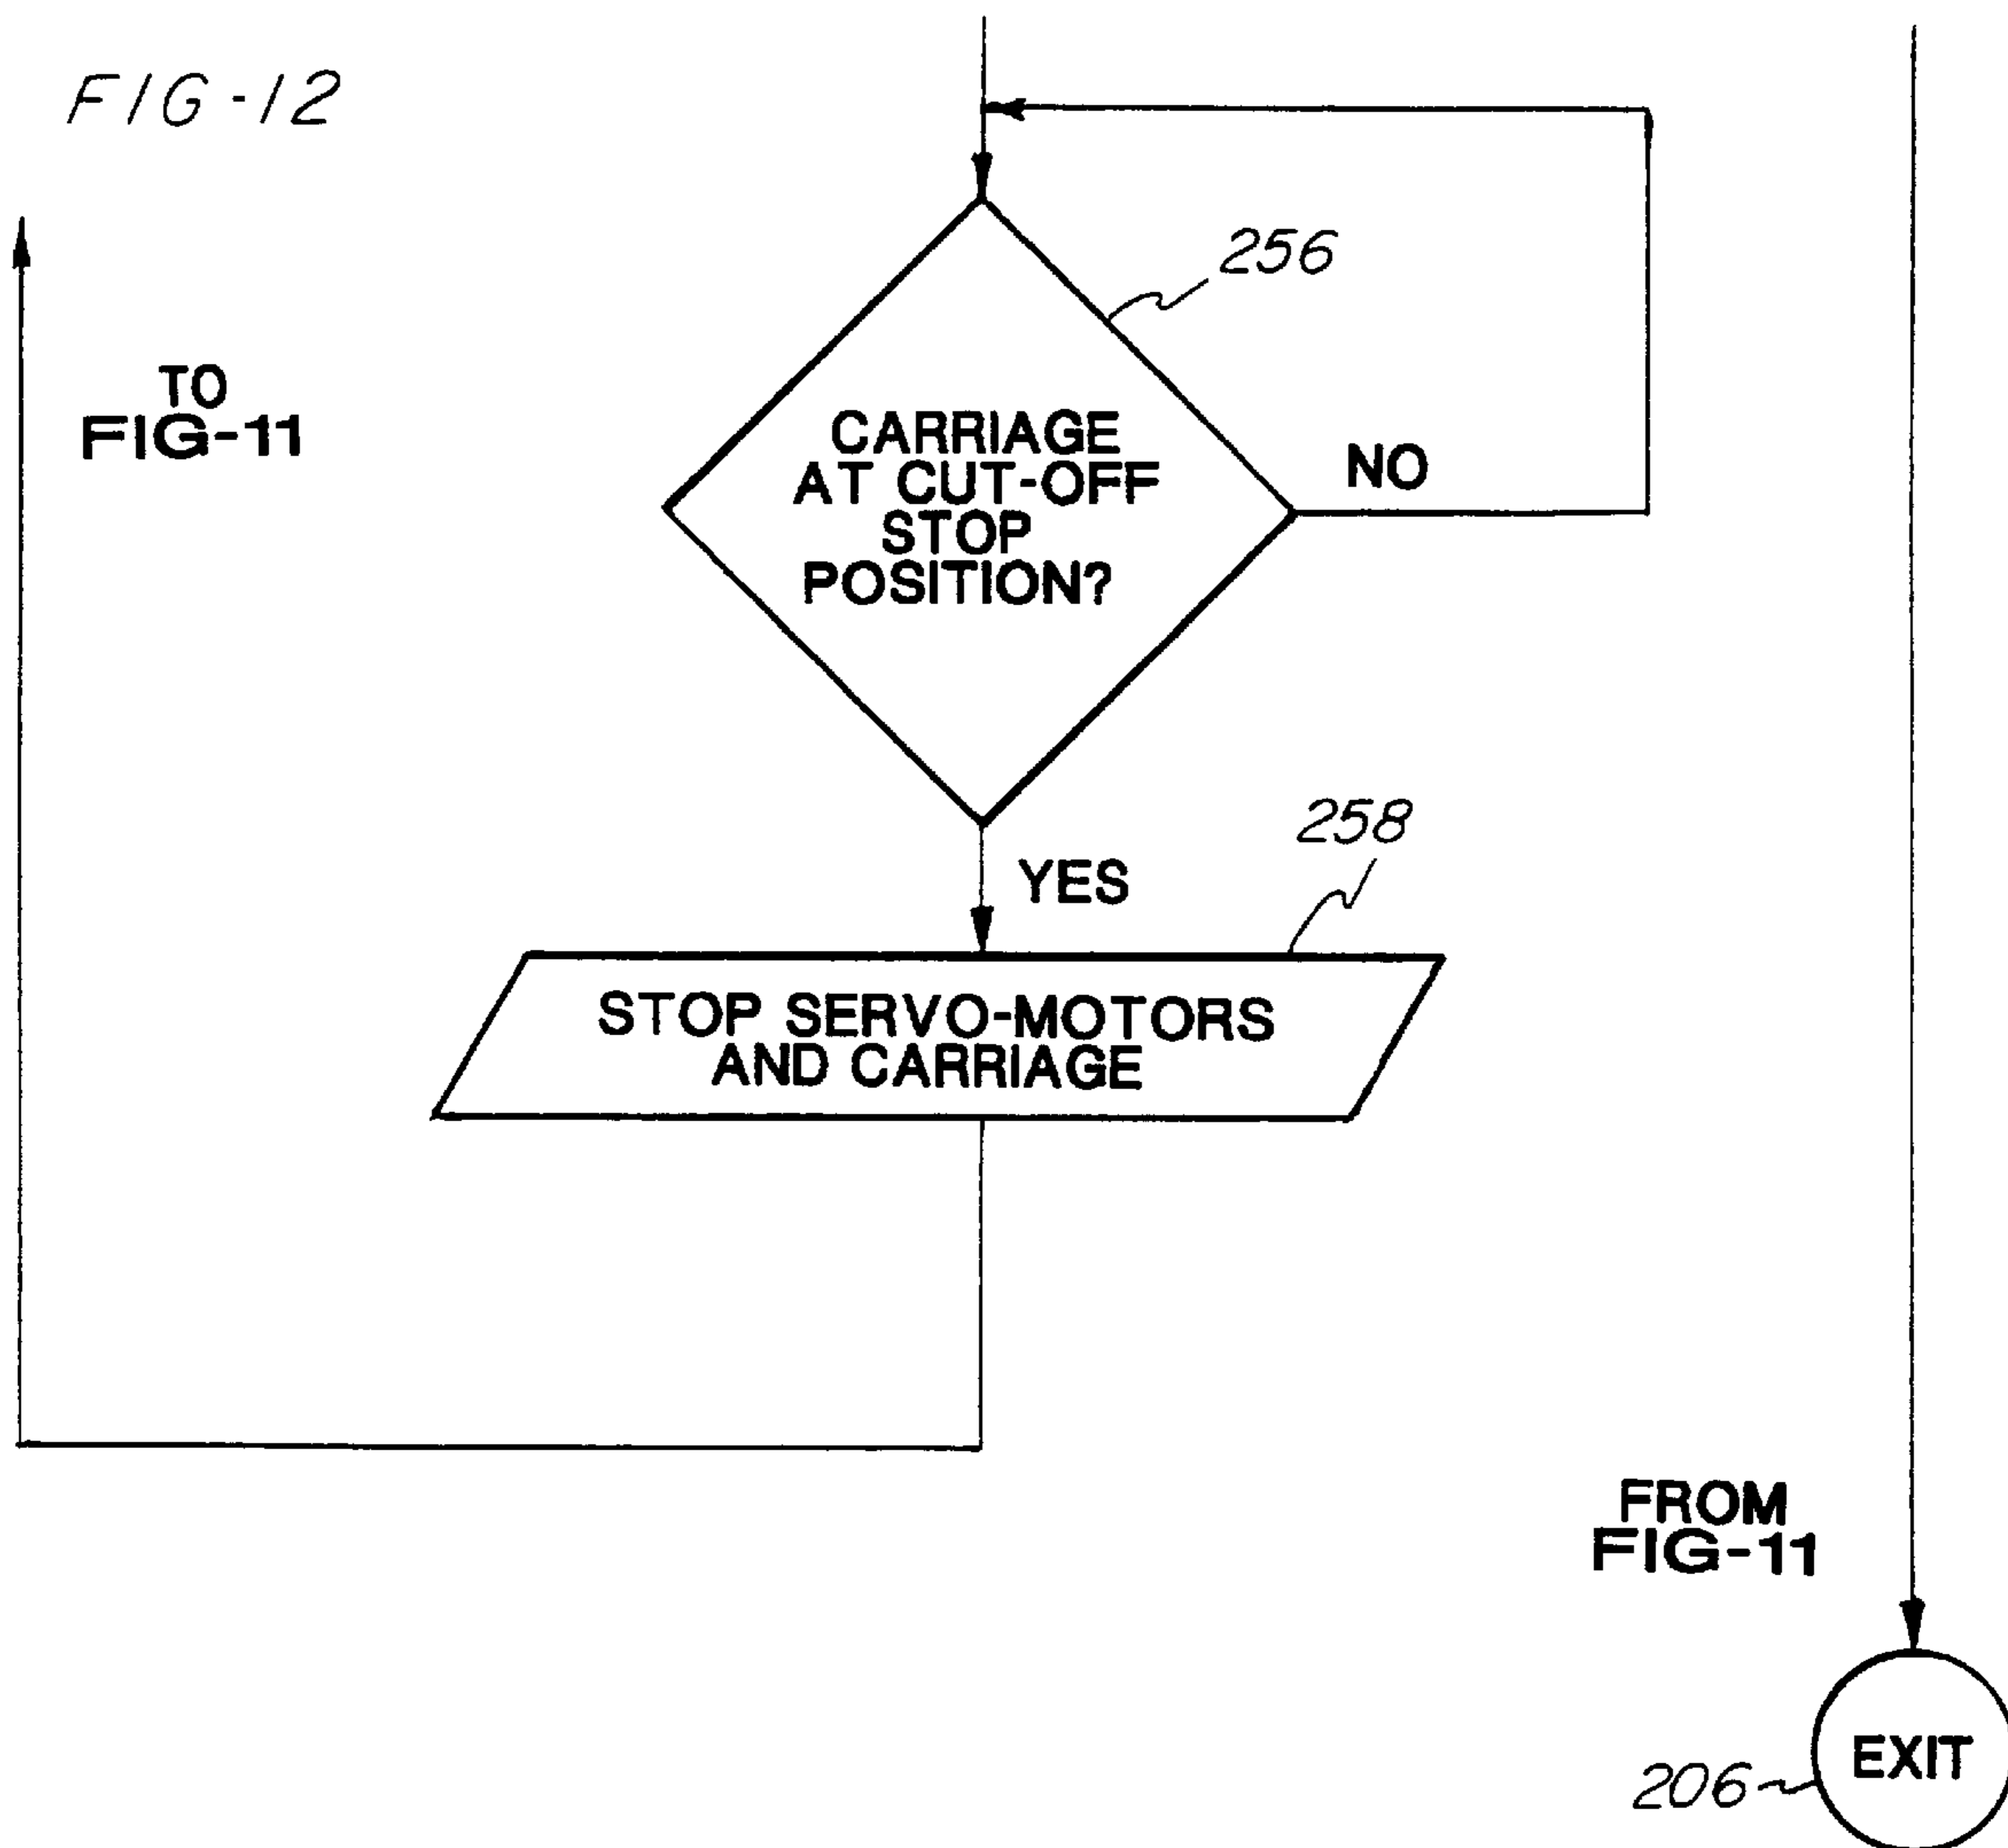 FIG-12
256
TO
FIG-11
CARRIAGE
AT CUT-OFF
STOP
POSITION?
NO
258
YES
STOP SERVO-MOTORS
AND CARRIAGE
FROM
FIG-11
EXIT
206